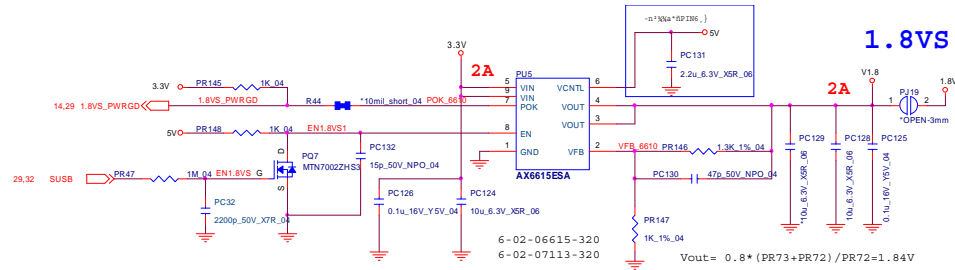 1.8VS
3.3V
PR145
1K_04
14,29 1.8VS_PWRGD
1.8VS_PWRGD
R44
*10mil_short_04
POK_6610
5V
PR148
1K_04
EN1.8VS1
PQ7
MTN7002ZHS3
D
G
S
29,32 SUSB
PR47
1M_04
EN1.8VS
PC32
2200p_50V_X7R_04
PC132
15p_50V_NPO_04
PC126
0.1u_16V_Y5V_04
PC124
10u_6.3V_X5R_06
3.3V
2A
PU5
5 VIN
9 VIN
7 POK
8 EN
1 GND
VCNTL 6
VOUT 4
VOUT 3
VFB 2
AX6615ESA
5V
PC131
2.2u_6.3V_X5R_06
VFB_6610
PR146
1.3K_1%_04
PC130
47p_50V_NPO_04
PR147
1K_1%_04
2A
V1.8
PJ19
1 2
*OPEN-3mm
1.8V
PC129
*10u_6.3V_X5R_06
PC128
10u_6.3V_X5R_06
PC125
0.1u_16V_Y5V_04
6-02-06615-320
6-02-07113-320
Vout= 0.8*(PR73+PR72)/PR72=1.84V